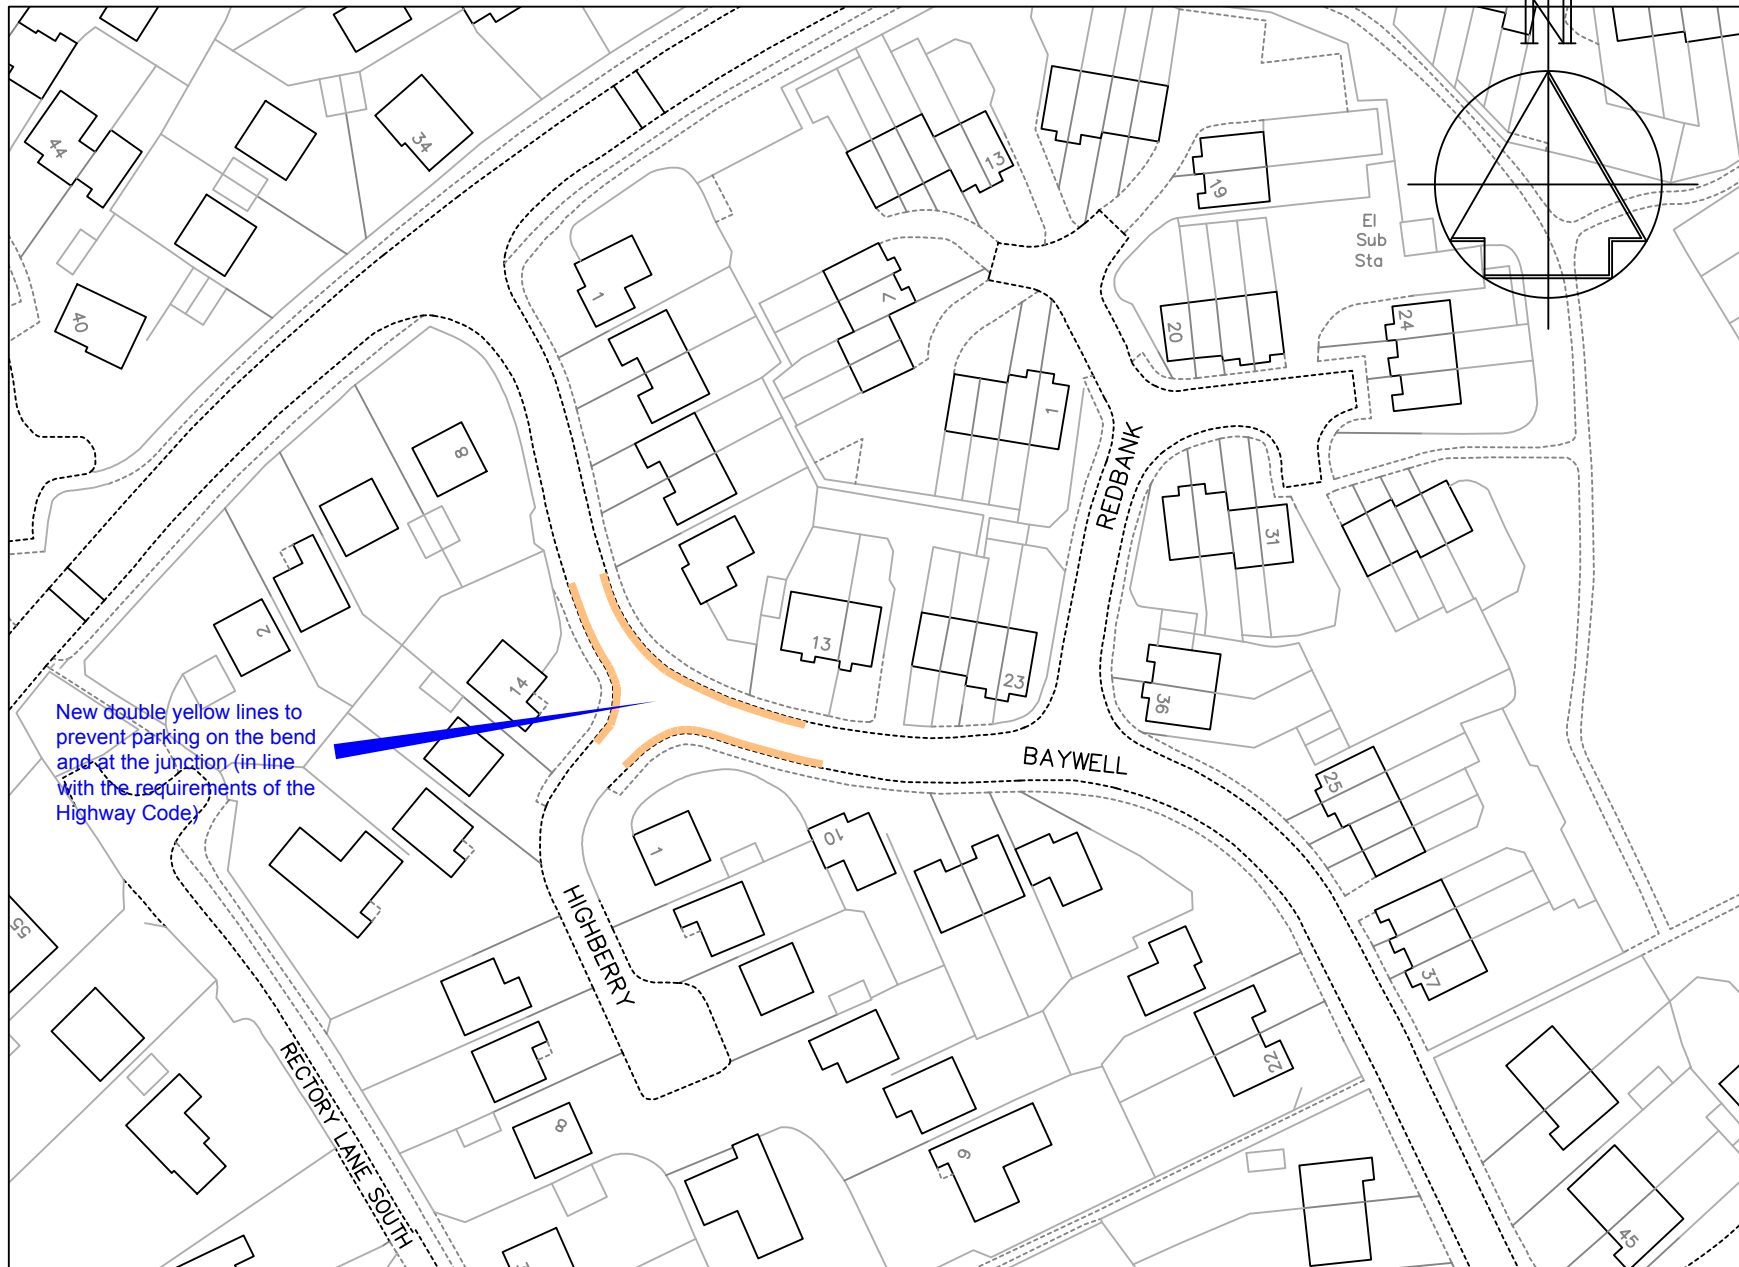 N
44
34
13
19
El
Sub
Sta
40
1
7
20
24
1
8
REDBANK
31
2
13
14
23
36
New double yellow lines to
prevent parking on the bend
and at the junction (in line
with the requirements of the
Highway Code)
BAYWELL
25
1
10
HIGHBERRY
55
37
22
RECTORY LANE SOUTH
45